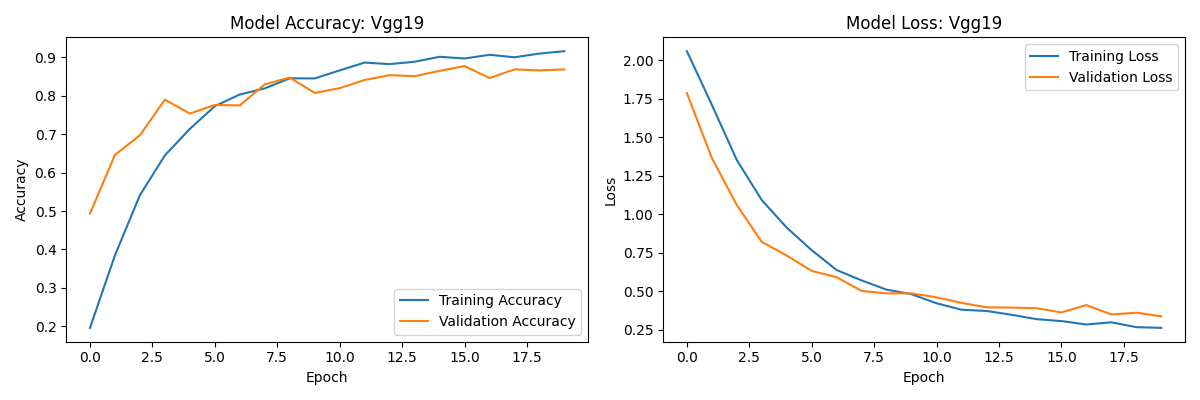 Model Accuracy: Vgg19
Accuracy
0.9
0.8
0.7
0.6
0.5
0.4
0.3
0.2
Training Accuracy
Validation Accuracy
0.0 2.5 5.0 7.5 10.0 12.5 15.0 17.5
Epoch
Model Loss: Vgg19
Loss
2.00
1.75
1.50
1.25
1.00
0.75
0.50
0.25
Training Loss
Validation Loss
0.0 2.5 5.0 7.5 10.0 12.5 15.0 17.5
Epoch